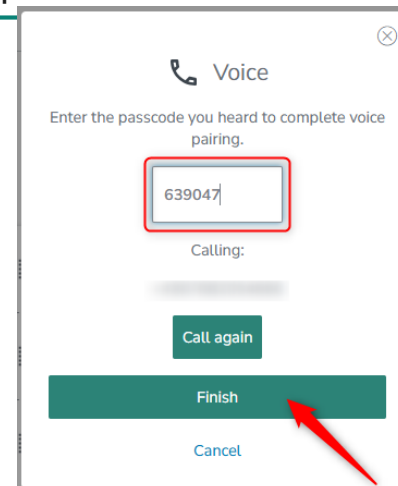 Voice
Enter the passcode you heard to complete voice
pairing.
639047
Calling:
Call again
Finish
Cancel